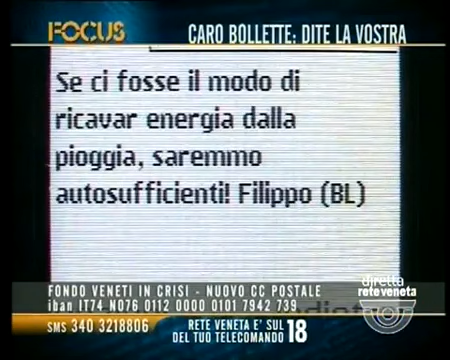 FOCUS
CARO BOLLETTE: DITE LA VOSTRA
Se ci fosse il modo di
ricavar energia dalla
pioggia, saremmo
autosufficienti! Filippo (BL)
diretta
reteveneta
FONDO VENETI IN CRISI - NUOVO CC POSTALE
iban IT74 N076 0112 0000 0101 7942 739
SMS 340 3218806
RETE VENETA E' SUL
DEL TUO TELECOMANDO 18